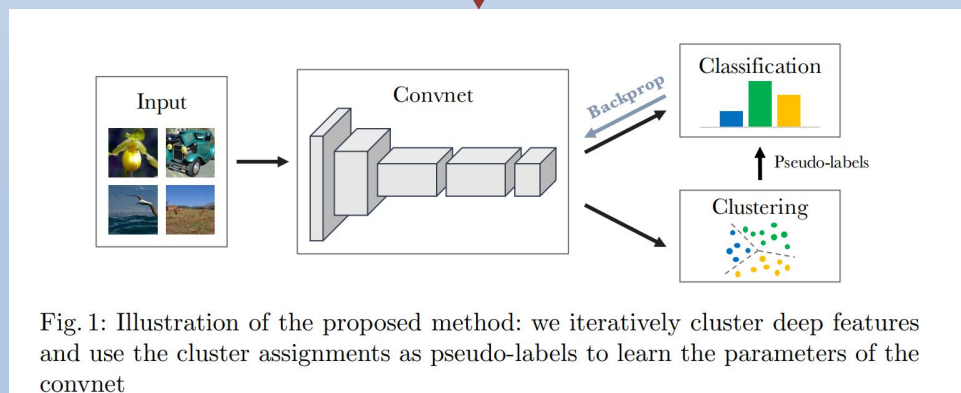 Input
Convnet
Backprop
Classification
Pseudo-labels
Clustering
Fig. 1: Illustration of the proposed method: we iteratively cluster deep features
and use the cluster assignments as pseudo-labels to learn the parameters of the
convnet